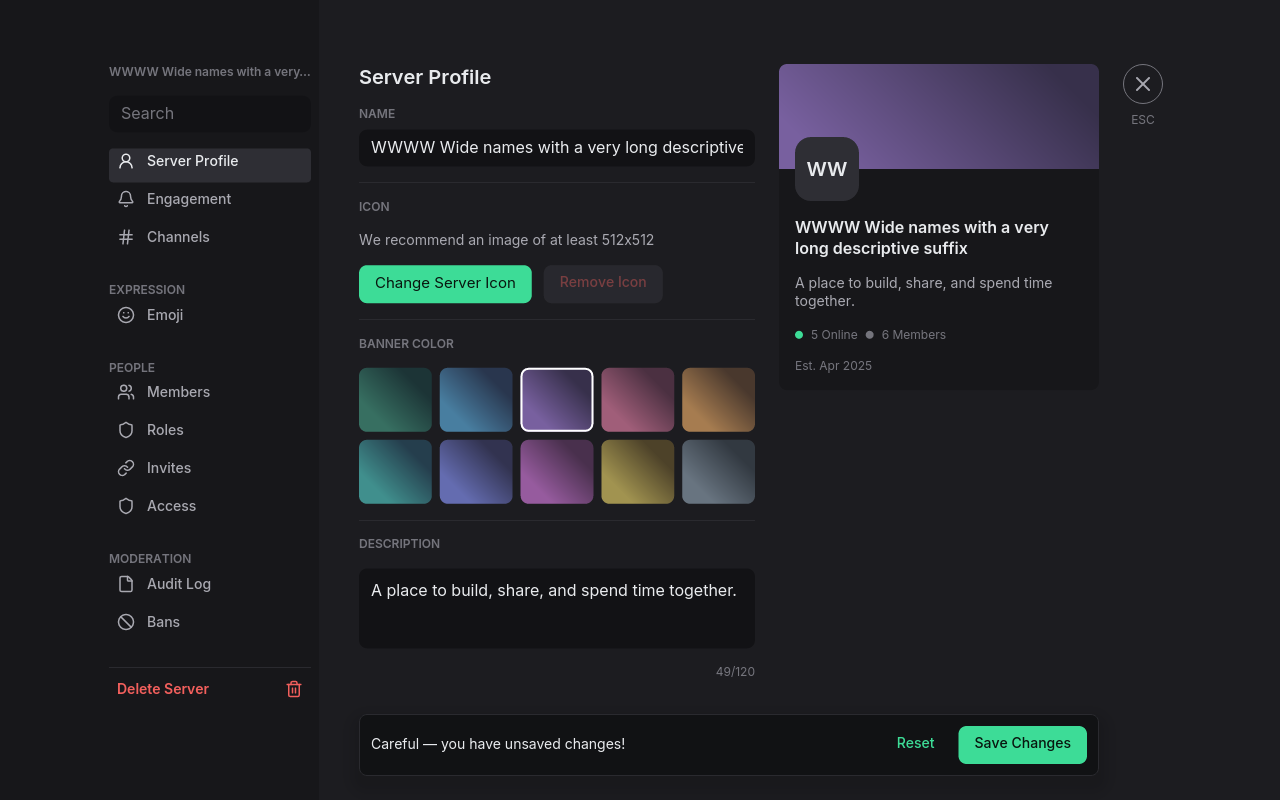 WWWW Wide names with a very...
Search
Server Profile
Engagement
Channels
EXPRESSION
Emoji
PEOPLE
Members
Roles
Invites
Access
MODERATION
Audit Log
Bans
Delete Server
Server Profile
NAME
WWWW Wide names with a very long descriptive
ICON
We recommend an image of at least 512x512
Change Server Icon
Remove Icon
BANNER COLOR
DESCRIPTION
A place to build, share, and spend time together.
49/120
WW
WWWW Wide names with a very
long descriptive suffix
A place to build, share, and spend time
together.
5 Online 6 Members
Est. Apr 2025
ESC
Careful — you have unsaved changes!
Reset
Save Changes